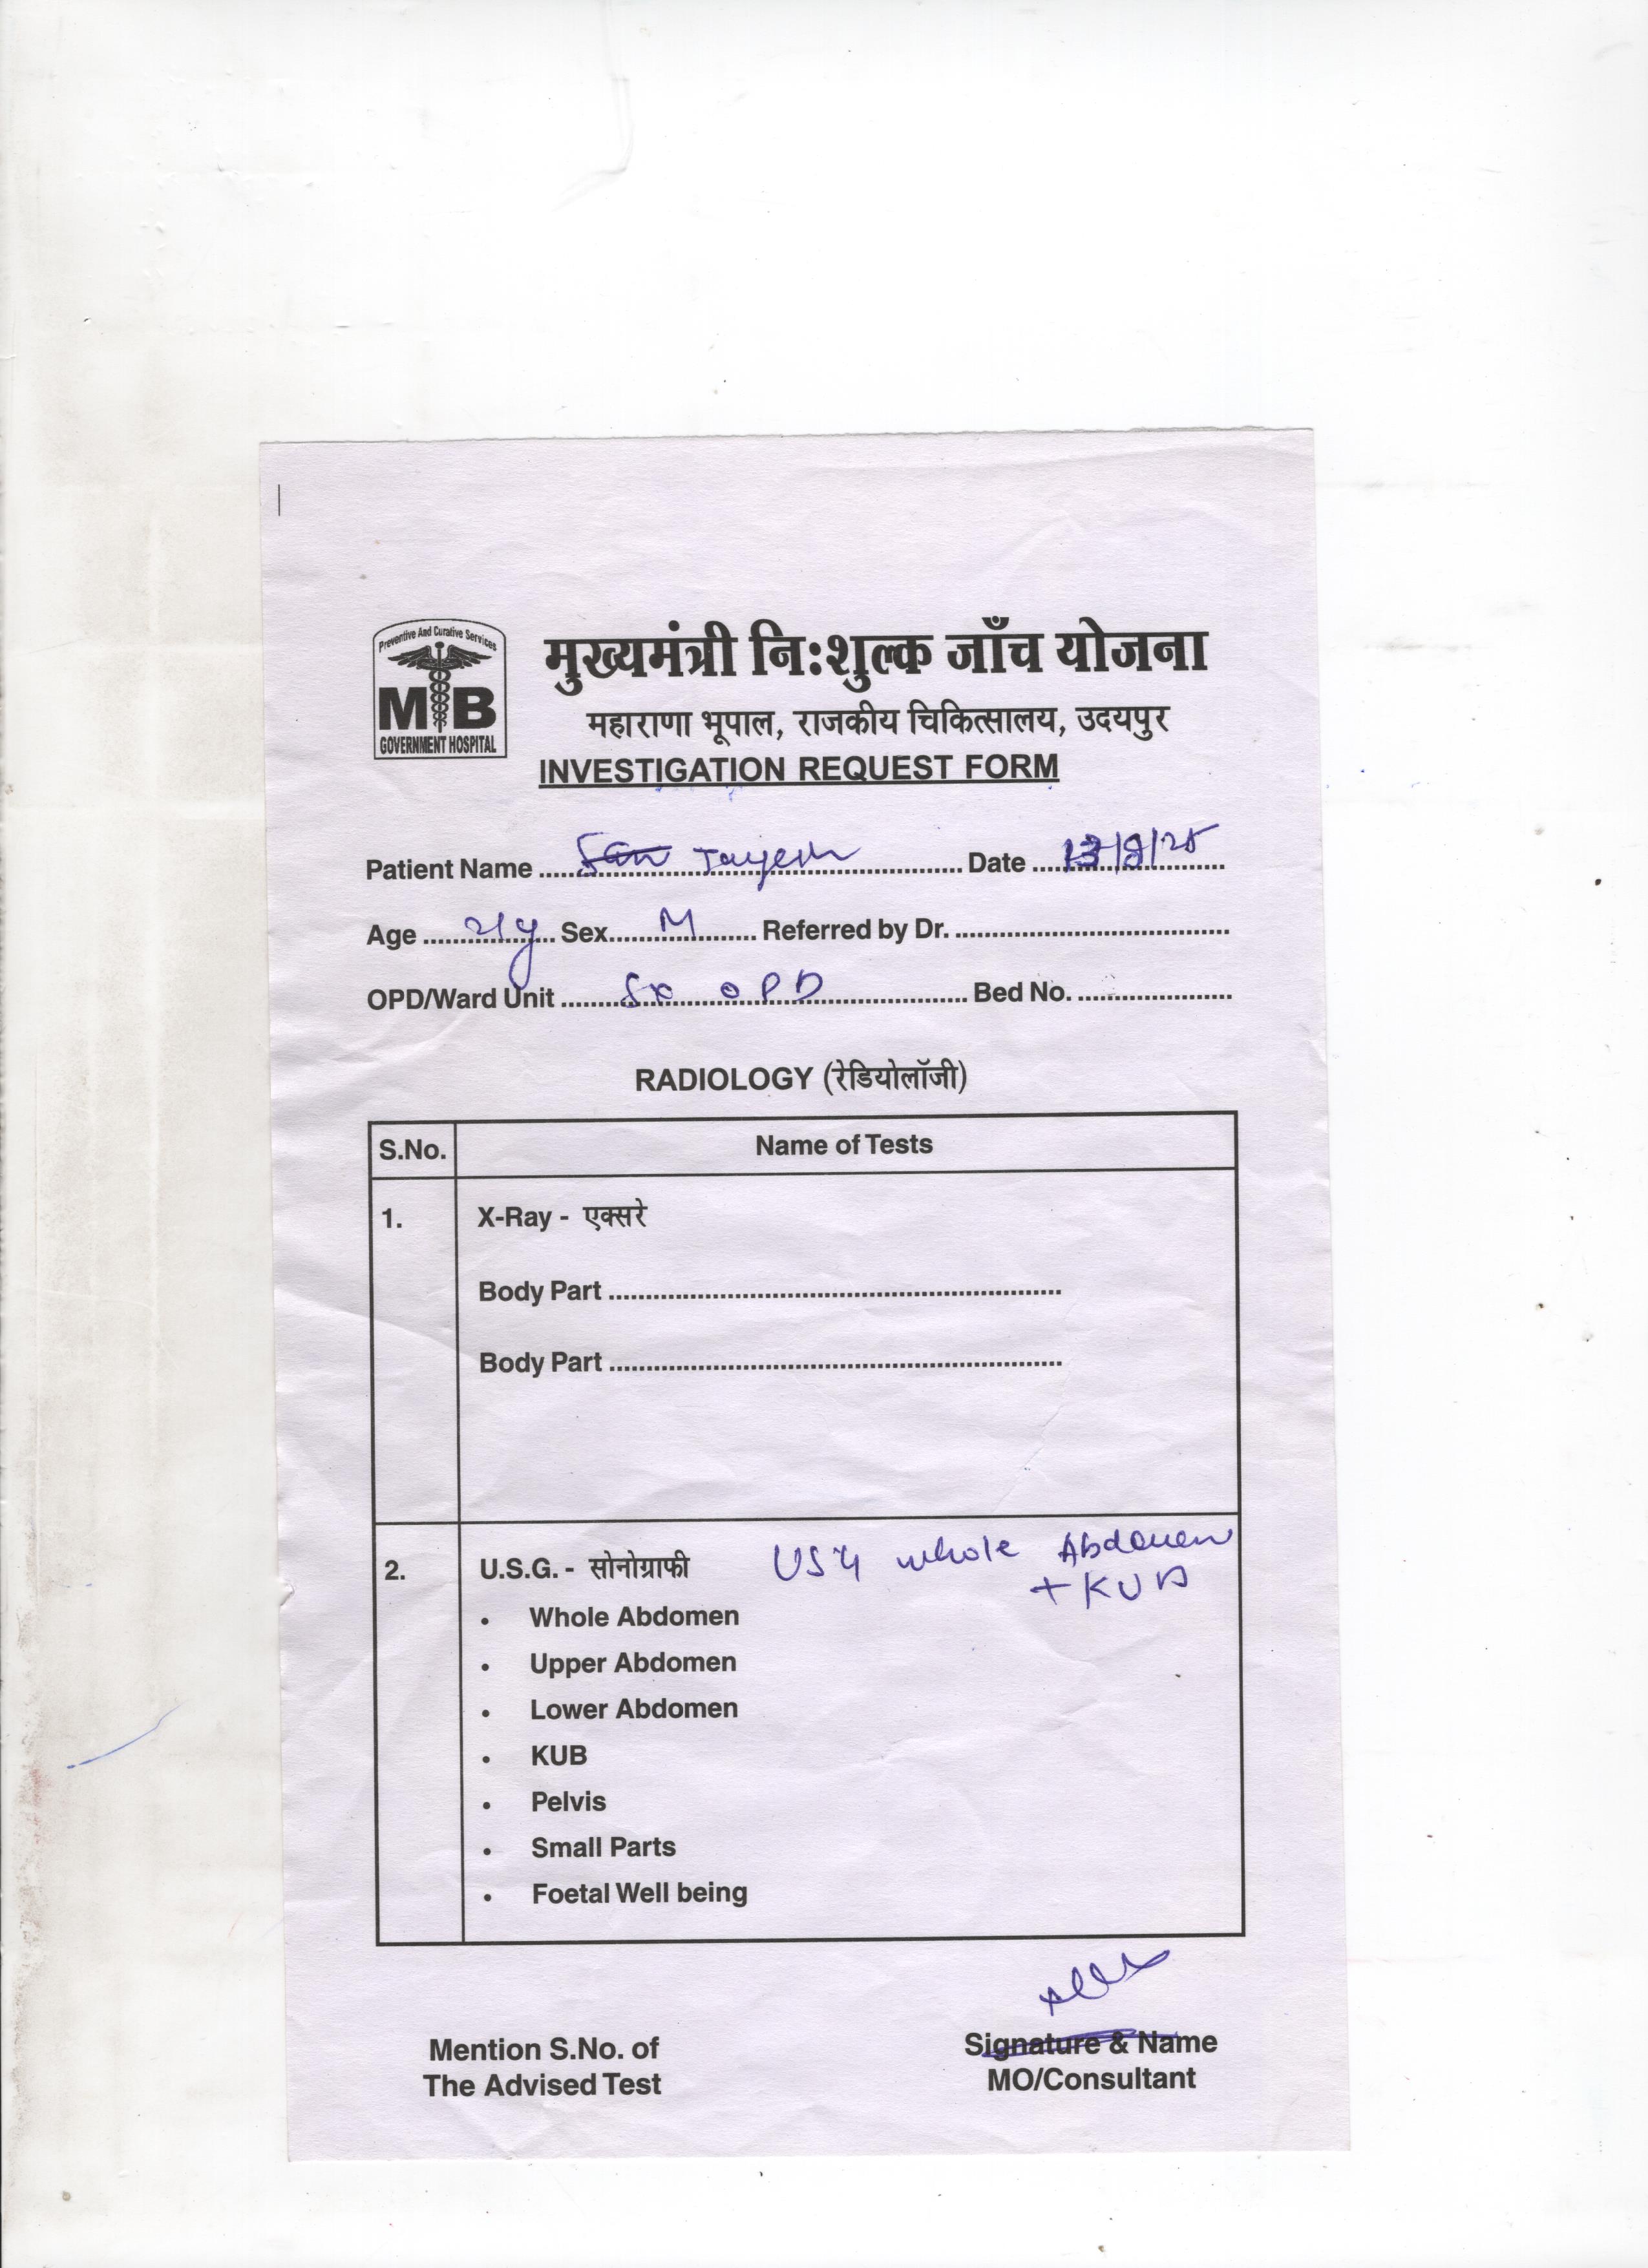 Preventive And Curative Services
MB
GOVERNMENT HOSPITAL
मुख्यमंत्री निःशुल्क जाँच योजना
महाराणा भूपाल, राजकीय चिकित्सालय, उदयपुर
INVESTIGATION REQUEST FORM
Patient Name ..... Jayesh ..... Date ..... 13/8/25
Age ..... Sex..... M ..... Referred by Dr. .....
OPD/Ward Unit ..... OPD ..... Bed No. .....
RADIOLOGY (रेडियोलॉजी)
S.No. Name of Tests
1. X-Ray - एक्सरे
Body Part .....
Body Part .....
2. U.S.G. - सोनोग्राफी USG whole Abdomen
+ KUB
• Whole Abdomen
• Upper Abdomen
• Lower Abdomen
• KUB
• Pelvis
• Small Parts
• Foetal Well being
Mention S.No. of Signature & Name
The Advised Test MO/Consultant